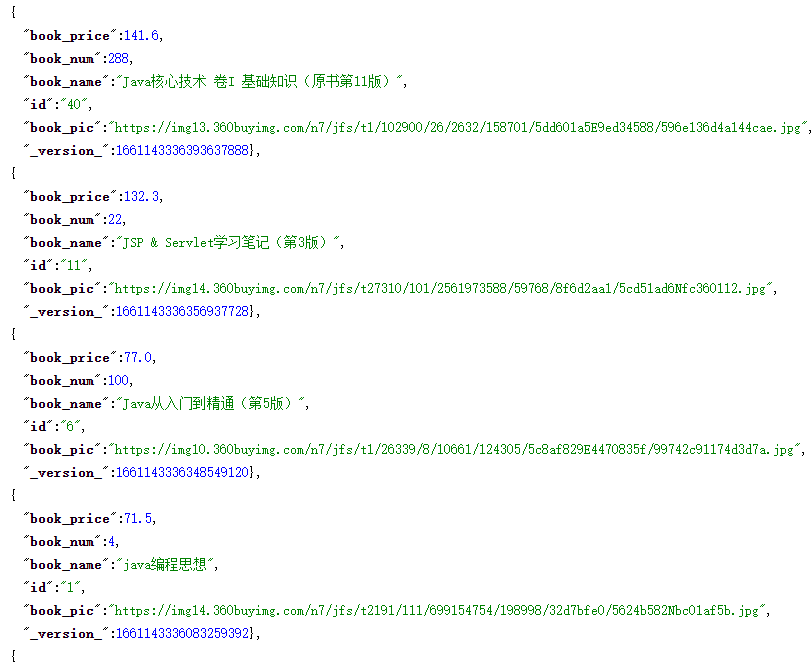 {
"book_price":141.6,
"book_num":288,
"book_name":"Java核心技术 卷I 基础知识（原书第11版）",
"id":"40",
"book_pic":"https://img13.360buyimg.com/n7/jfs/t1/102900/26/2632/158701/5dd601a5E9ed34588/596e136d4a144cae.jpg",
"_version_":1661143336393637888},
{
"book_price":132.3,
"book_num":22,
"book_name":"JSP & Servlet学习笔记（第3版）",
"id":"11",
"book_pic":"https://img14.360buyimg.com/n7/jfs/t27310/101/2561973588/59768/8f6d2aa1/5cd51ad6Nfc360112.jpg",
"_version_":1661143336356937728},
{
"book_price":77.0,
"book_num":100,
"book_name":"Java从入门到精通（第5版）",
"id":"6",
"book_pic":"https://img10.360buyimg.com/n7/jfs/t1/26339/8/10661/124305/5c8af829E4470835f/99742c91174d3d7a.jpg",
"_version_":1661143336348549120},
{
"book_price":71.5,
"book_num":4,
"book_name":"java编程思想",
"id":"1",
"book_pic":"https://img14.360buyimg.com/n7/jfs/t2191/111/699154754/198998/32d7bfe0/5624b582Nbc01af5b.jpg",
"_version_":1661143336083259392},
{